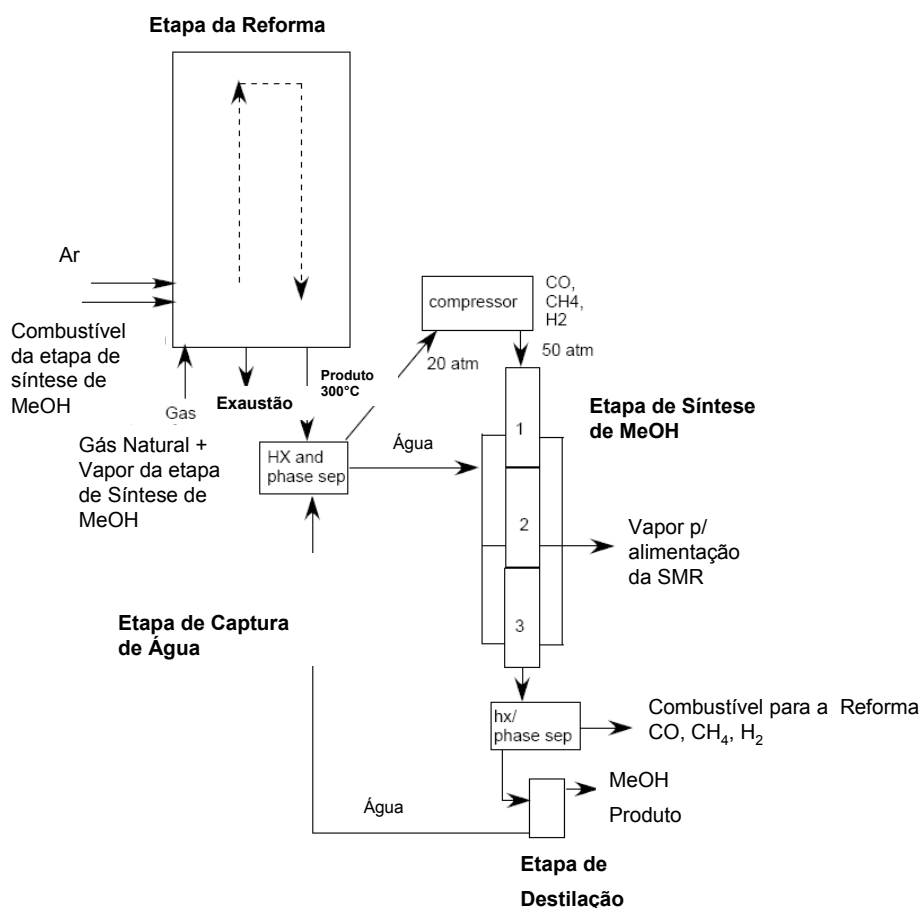 Etapa da Reforma
Ar
Combustível
da etapa de
síntese de
MeOH
Gas
Gás Natural +
Vapor da etapa
de Síntese de
MeOH
Exaustão
Produto
300°C
HX and
phase sep
20 atm
compressor
CO,
CH4,
H2
50 atm
Água
1
2
3
Etapa de Síntese
de MeOH
Vapor p/
alimentação
da SMR
Etapa de Captura
de Água
hx/
phase sep
Combustível para a Reforma
CO, CH₄, H₂
MeOH
Produto
Água
Etapa de
Destilação